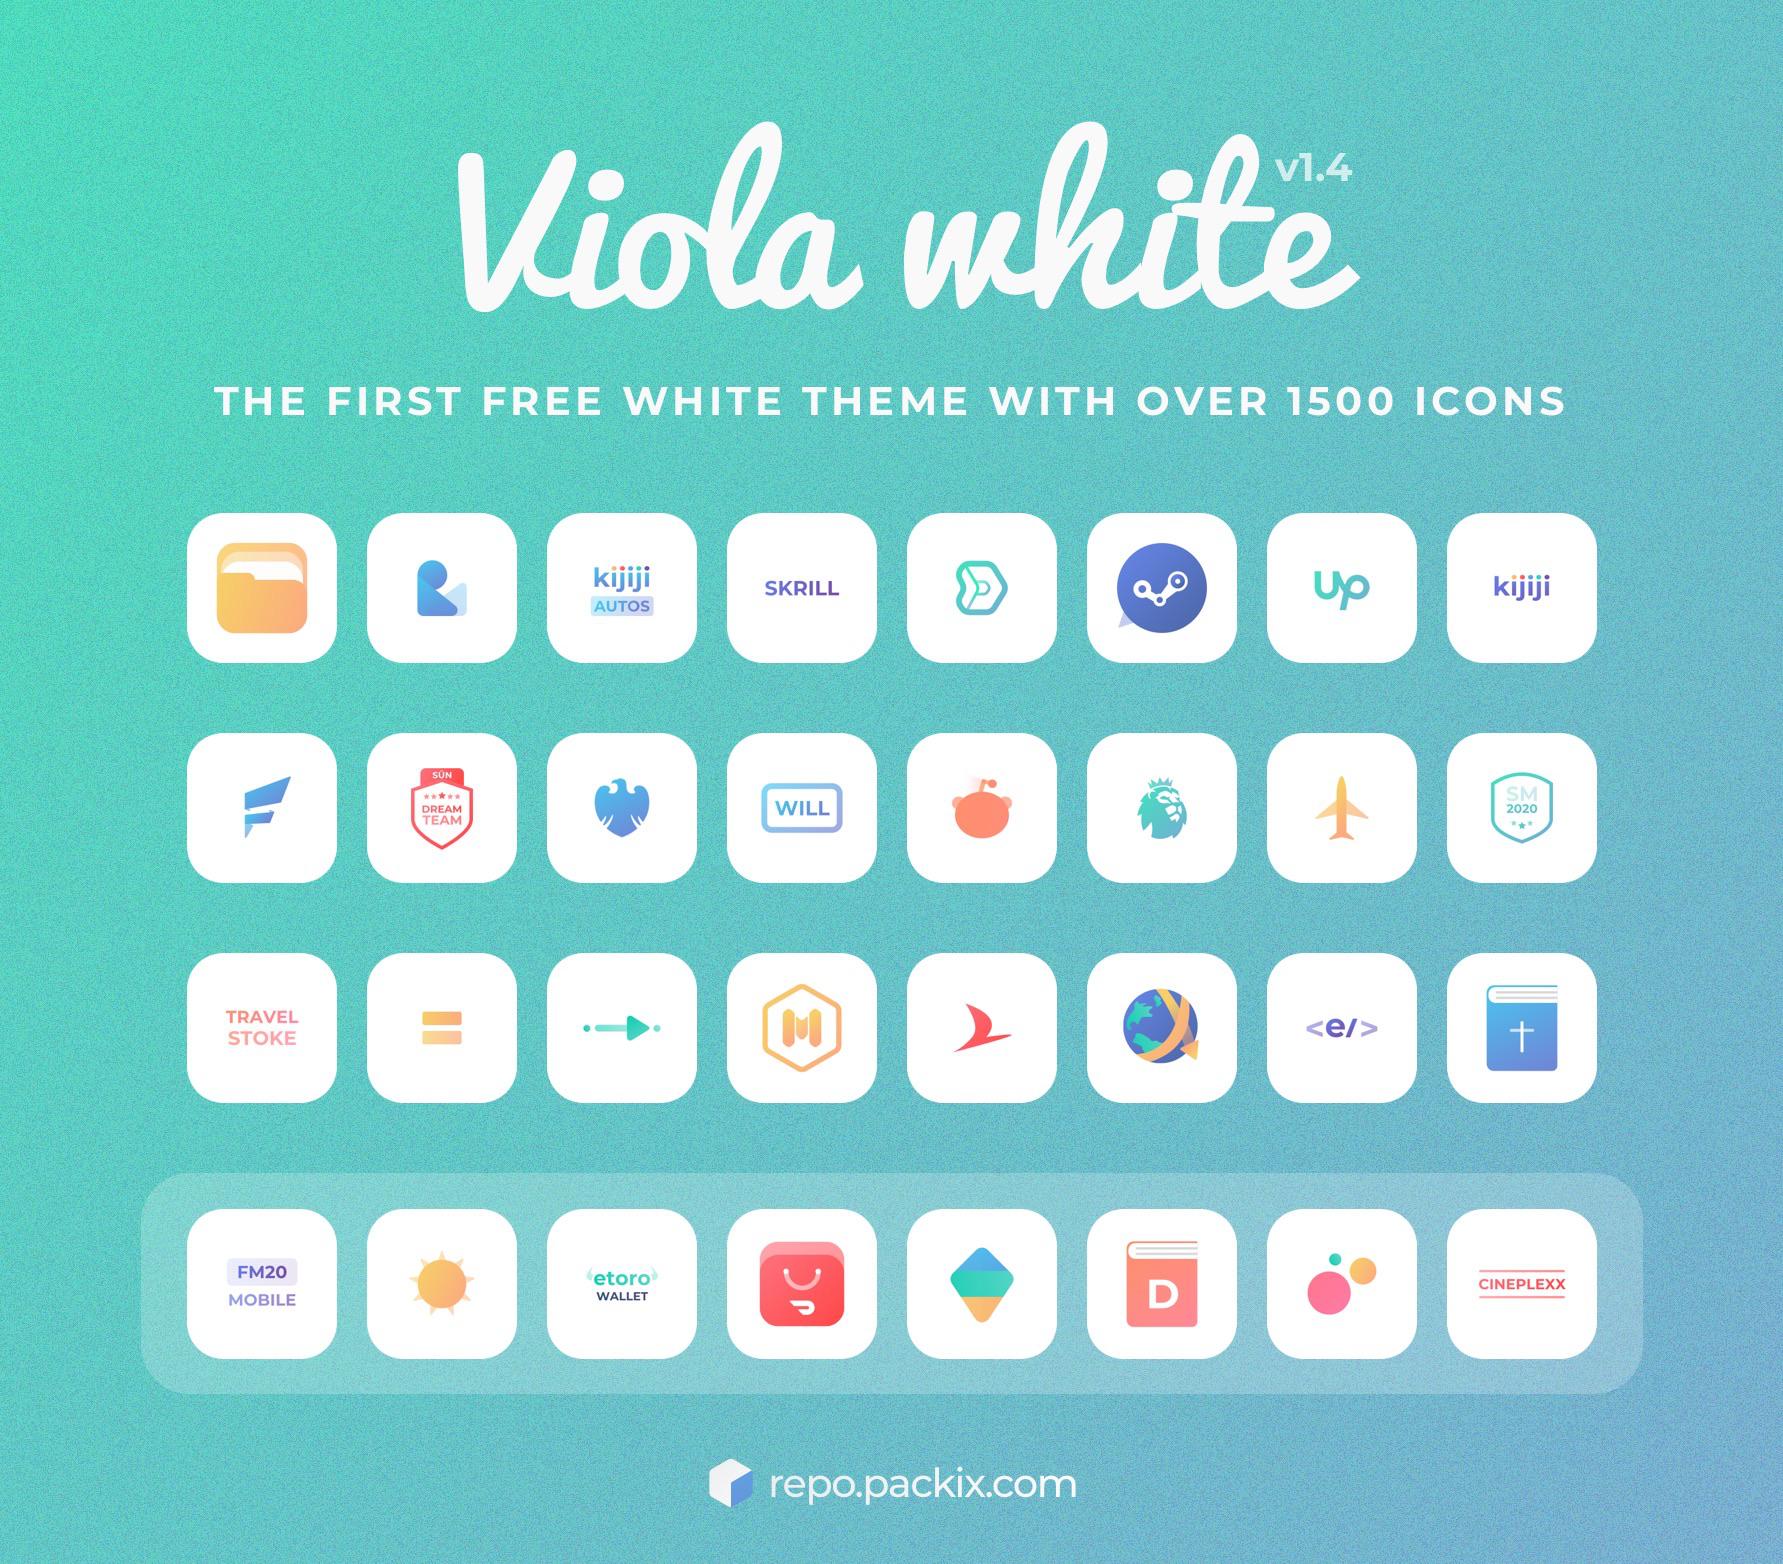 Viola white v1.4
THE FIRST FREE WHITE THEME WITH OVER 1500 ICONS
kijiji
AUTOS
SKRILL
Up
kijiji
SÜN
DREAM
TEAM
WILL
SM
2020
TRAVEL
STOKE
M
<e/>
FM20
MOBILE
etoro
WALLET
D
CINEPLEXX
repo.packix.com